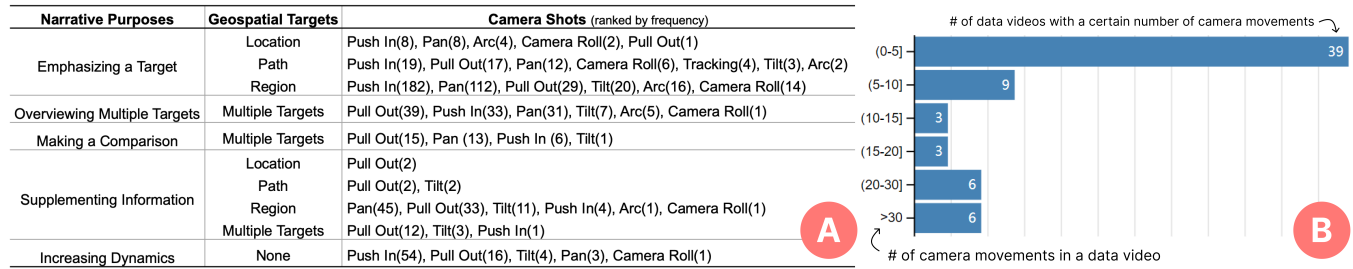 Narrative Purposes Geospatial Targets Camera Shots (ranked by frequency)
Emphasizing a Target
Location Push In(8), Pan(8), Arc(4), Camera Roll(2), Pull Out(1)
Path Push In(19), Pull Out(17), Pan(12), Camera Roll(6), Tracking(4), Tilt(3), Arc(2)
Region Push In(182), Pan(112), Pull Out(29), Tilt(20), Arc(16), Camera Roll(14)
Overviewing Multiple Targets Multiple Targets Pull Out(39), Push In(33), Pan(31), Tilt(7), Arc(5), Camera Roll(1)
Making a Comparison Multiple Targets Pull Out(15), Pan (13), Push In (6), Tilt(1)
Supplementing Information
Location Pull Out(2)
Path Pull Out(2), Tilt(2)
Region Pan(45), Pull Out(33), Tilt(11), Push In(4), Arc(1), Camera Roll(1)
Multiple Targets Pull Out(12), Tilt(3), Push In(1)
Increasing Dynamics None Push In(54), Pull Out(16), Tilt(4), Pan(3), Camera Roll(1)
A
# of data videos with a certain number of camera movements
(0-5] 39
(5-10] 9
(10-15] 3
(15-20] 3
(20-30] 6
>30 6
# of camera movements in a data video
B